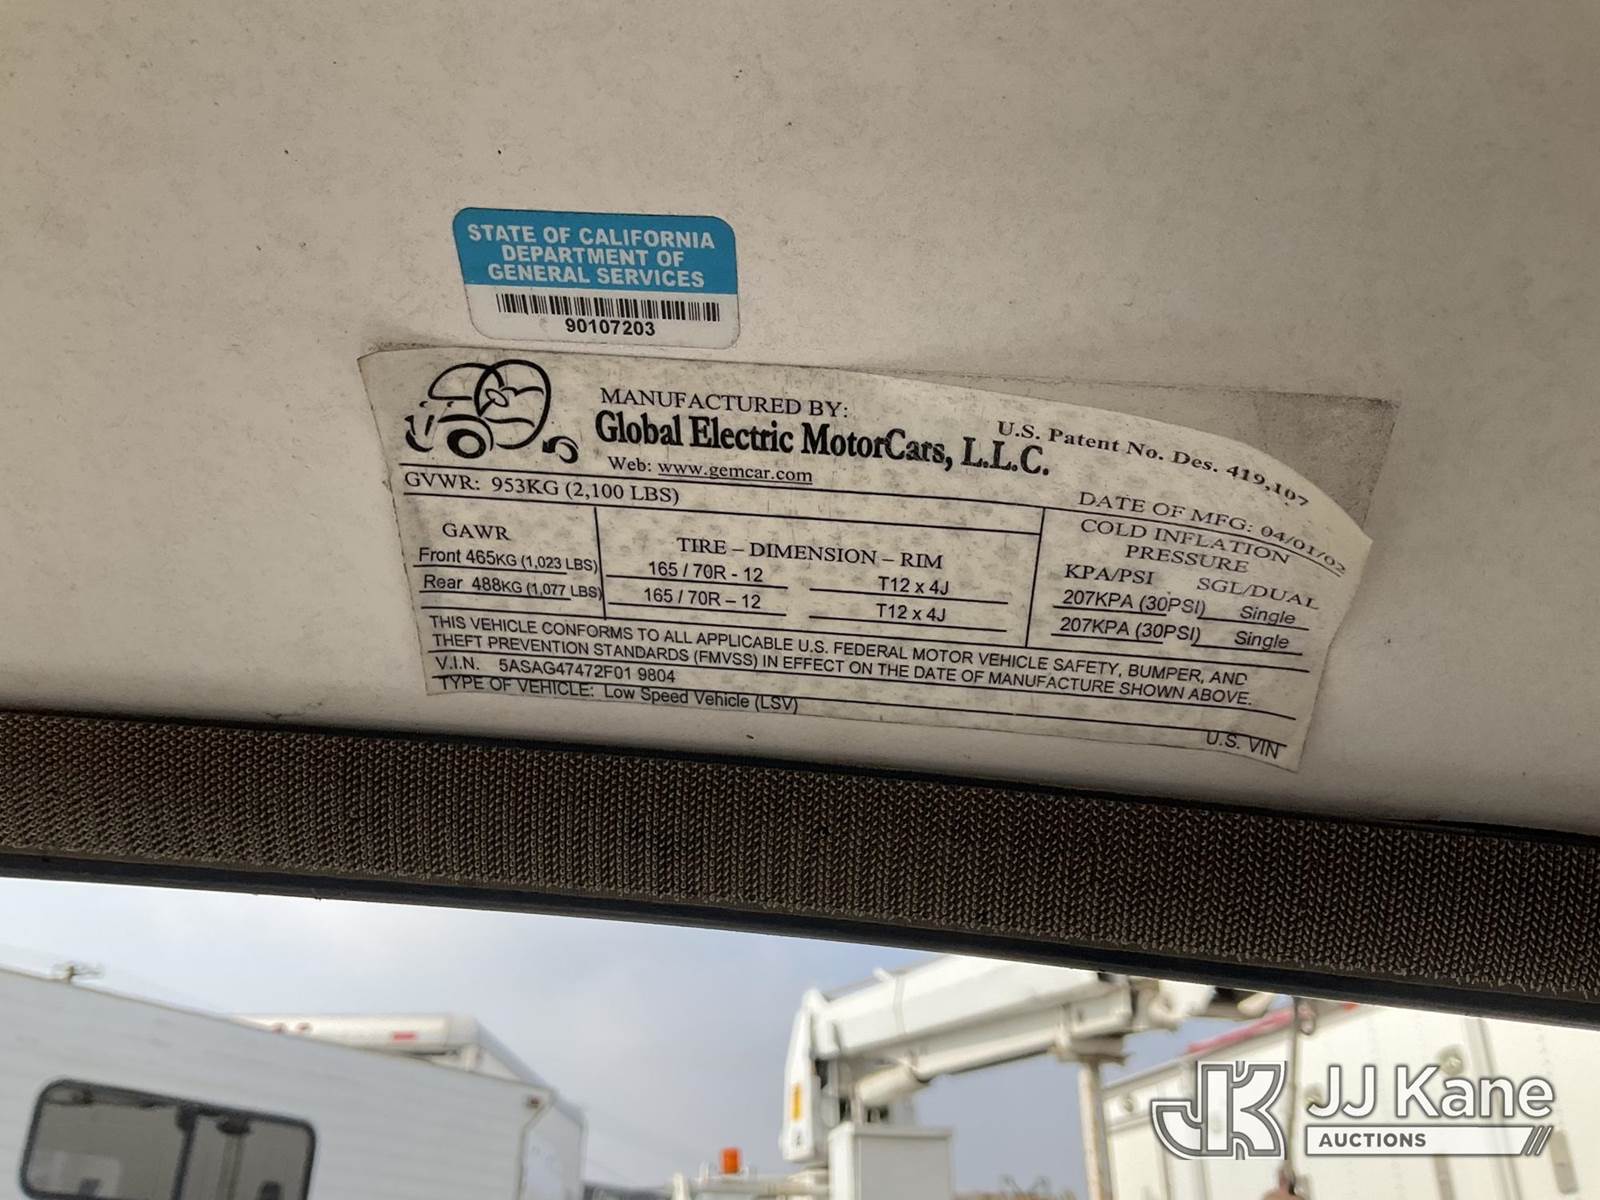 STATE OF CALIFORNIA
DEPARTMENT OF
GENERAL SERVICES
90107203
MANUFACTURED BY:
Global Electric MotorCars, L.L.C.
Web: www.gemcar.com
U.S. Patent No. Des. 419,107
GVWR: 953KG (2,100 LBS)
DATE OF MFG: 04/01/02
GAWR
Front 465KG (1,023 LBS)
Rear 488KG (1,077 LBS)
TIRE – DIMENSION – RIM
165 / 70R - 12 T12 x 4J
165 / 70R – 12 T12 x 4J
COLD INFLATION
PRESSURE
KPA/PSI SGL/DUAL
207KPA (30PSI) Single
207KPA (30PSI) Single
THIS VEHICLE CONFORMS TO ALL APPLICABLE U.S. FEDERAL MOTOR VEHICLE SAFETY, BUMPER, AND
THEFT PREVENTION STANDARDS (FMVSS) IN EFFECT ON THE DATE OF MANUFACTURE SHOWN ABOVE.
V.I.N. 5ASAG47472F01 9804
TYPE OF VEHICLE: Low Speed Vehicle (LSV)
U.S. VIN
JK JJ Kane
AUCTIONS